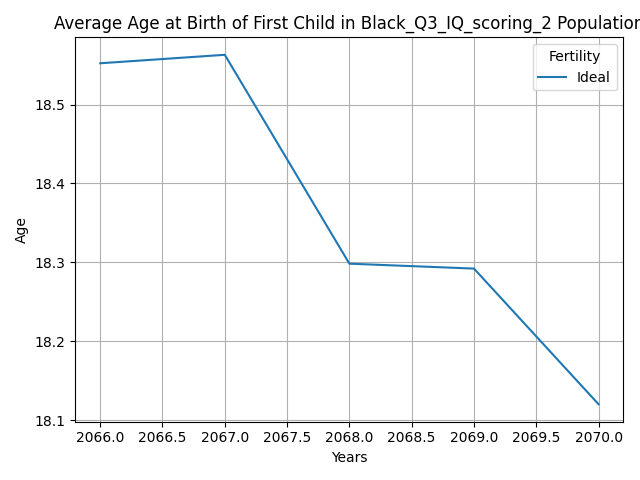 Average Age at Birth of First Child in Black_Q3_IQ_scoring_2 Population
Fertility
Ideal
Age
18.5
18.4
18.3
18.2
18.1
2066.0 2066.5 2067.0 2067.5 2068.0 2068.5 2069.0 2069.5 2070.0
Years